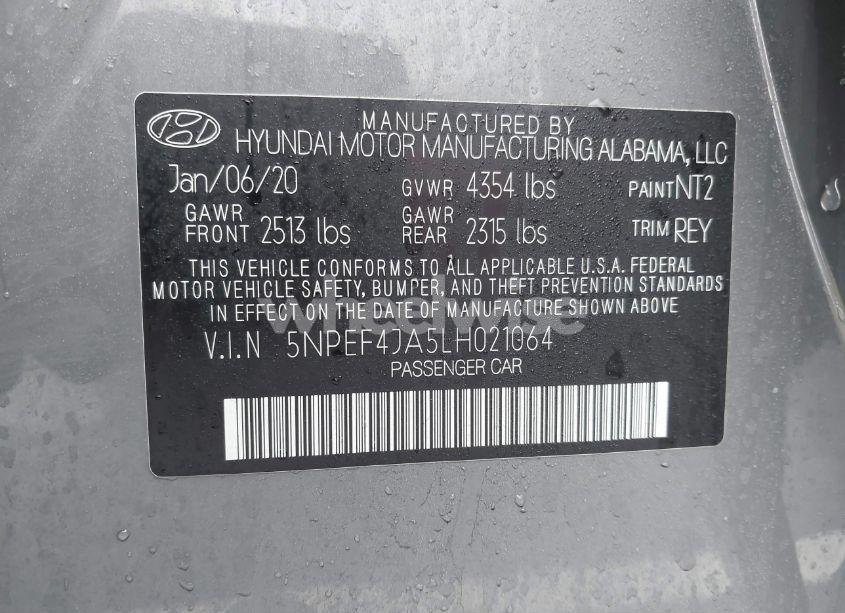 MANUFACTURED BY
HYUNDAI MOTOR MANUFACTURING ALABAMA, LLC
Jan/06/20 GVWR 4354 lbs PAINT NT2
GAWR FRONT 2513 lbs GAWR REAR 2315 lbs TRIM REY
THIS VEHICLE CONFORMS TO ALL APPLICABLE U.S.A. FEDERAL
MOTOR VEHICLE SAFETY, BUMPER, AND THEFT PREVENTION STANDARDS
IN EFFECT ON THE DATE OF MANUFACTURE SHOWN ABOVE
wheelwise
V.I.N 5NPEF4JA5LH021064
PASSENGER CAR